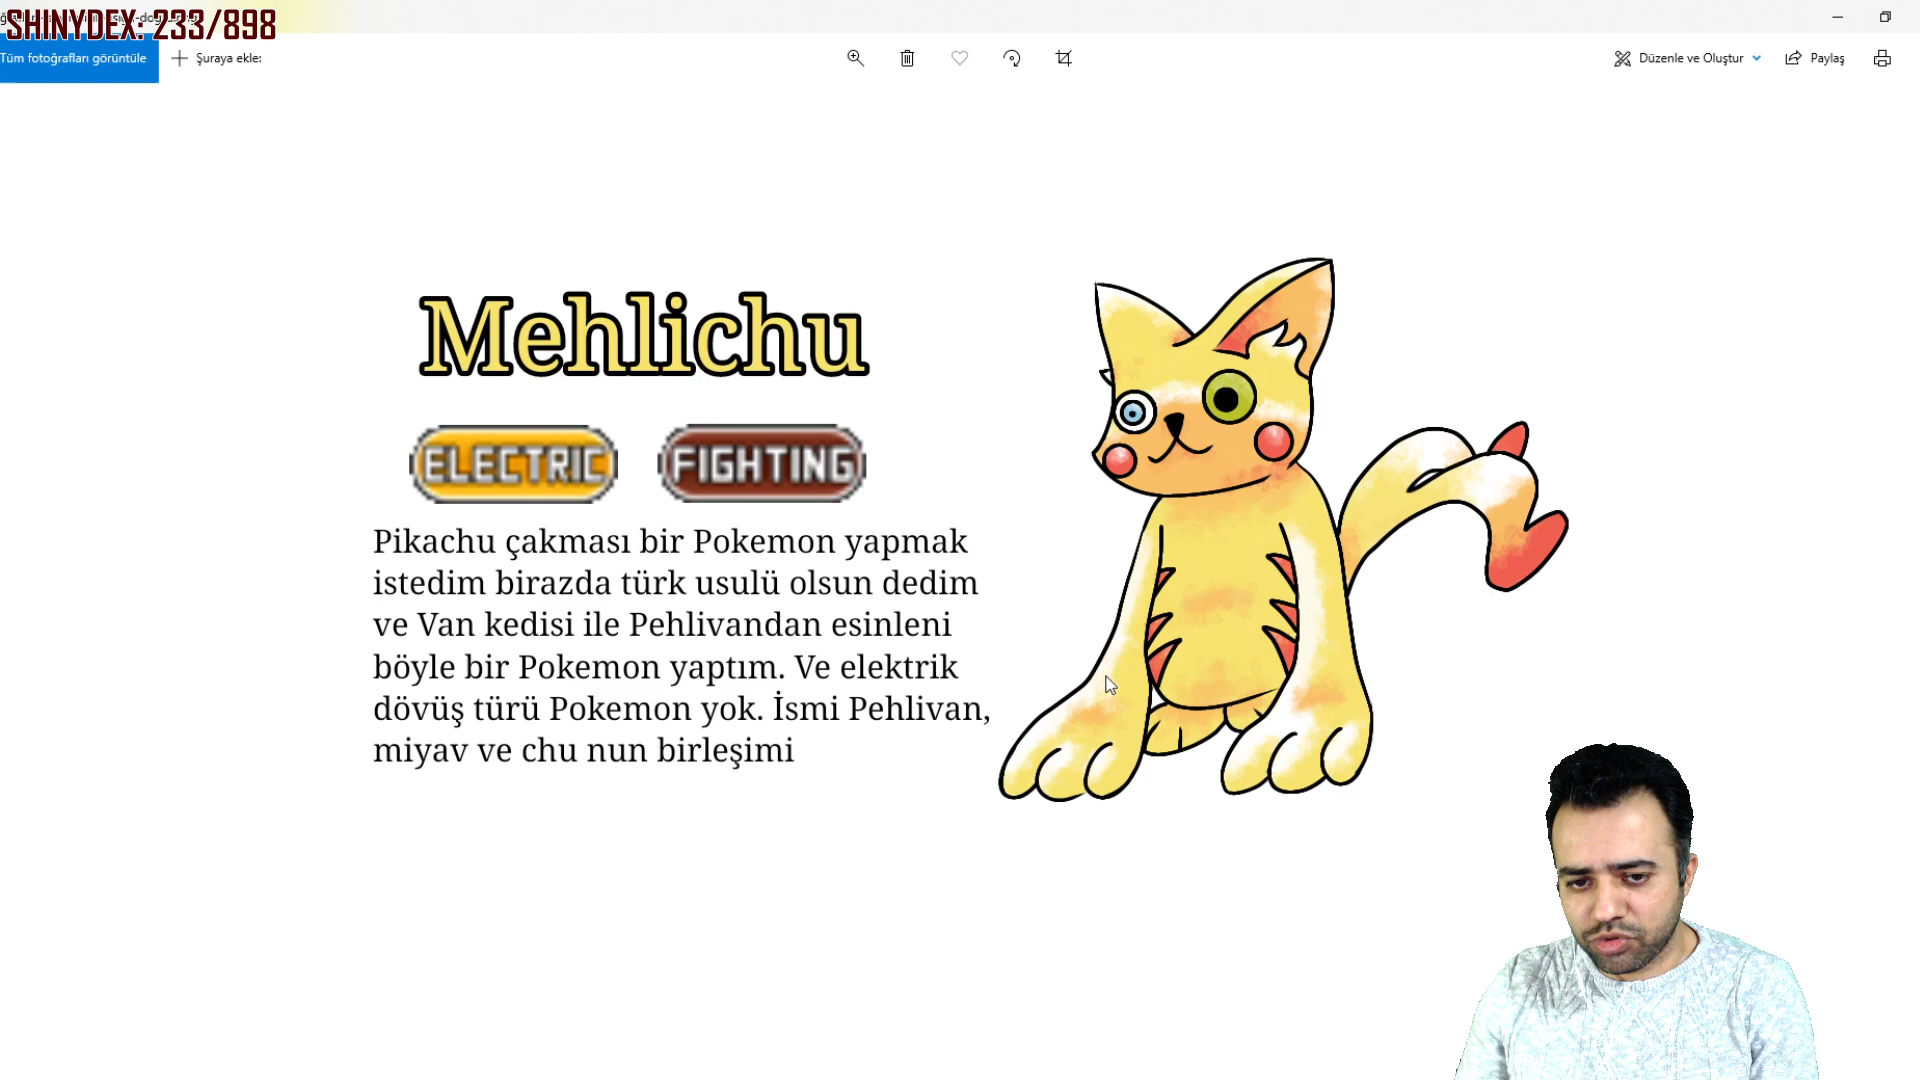 SHINYDEX: 233/898
Tüm fotoğrafları görüntüle
Şuraya ekle:
Düzenle ve Oluştur
Paylaş
Mehlichu
ELECTRIC
FIGHTING
Pikachu çakması bir Pokemon yapmak
istedim birazda türk usulü olsun dedim
ve Van kedisi ile Pehlivandan esinleni
böyle bir Pokemon yaptım. Ve elektrik
dövüş türü Pokemon yok. İsmi Pehlivan,
miyav ve chu nun birleşimi